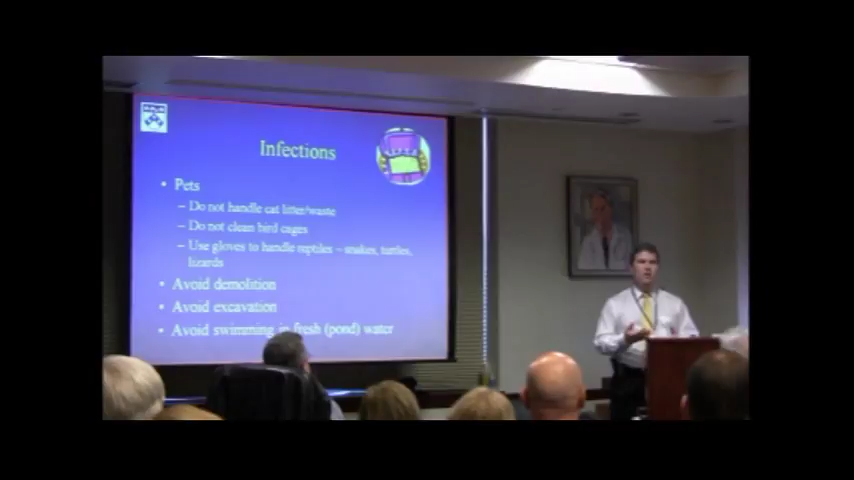 Infections
• Pets
– Do not handle cat litter/waste
– Do not clean bird cages
– Use gloves to handle reptiles – snakes, turtles,
lizards
• Avoid demolition
• Avoid excavation
• Avoid swimming in fresh (pond) water